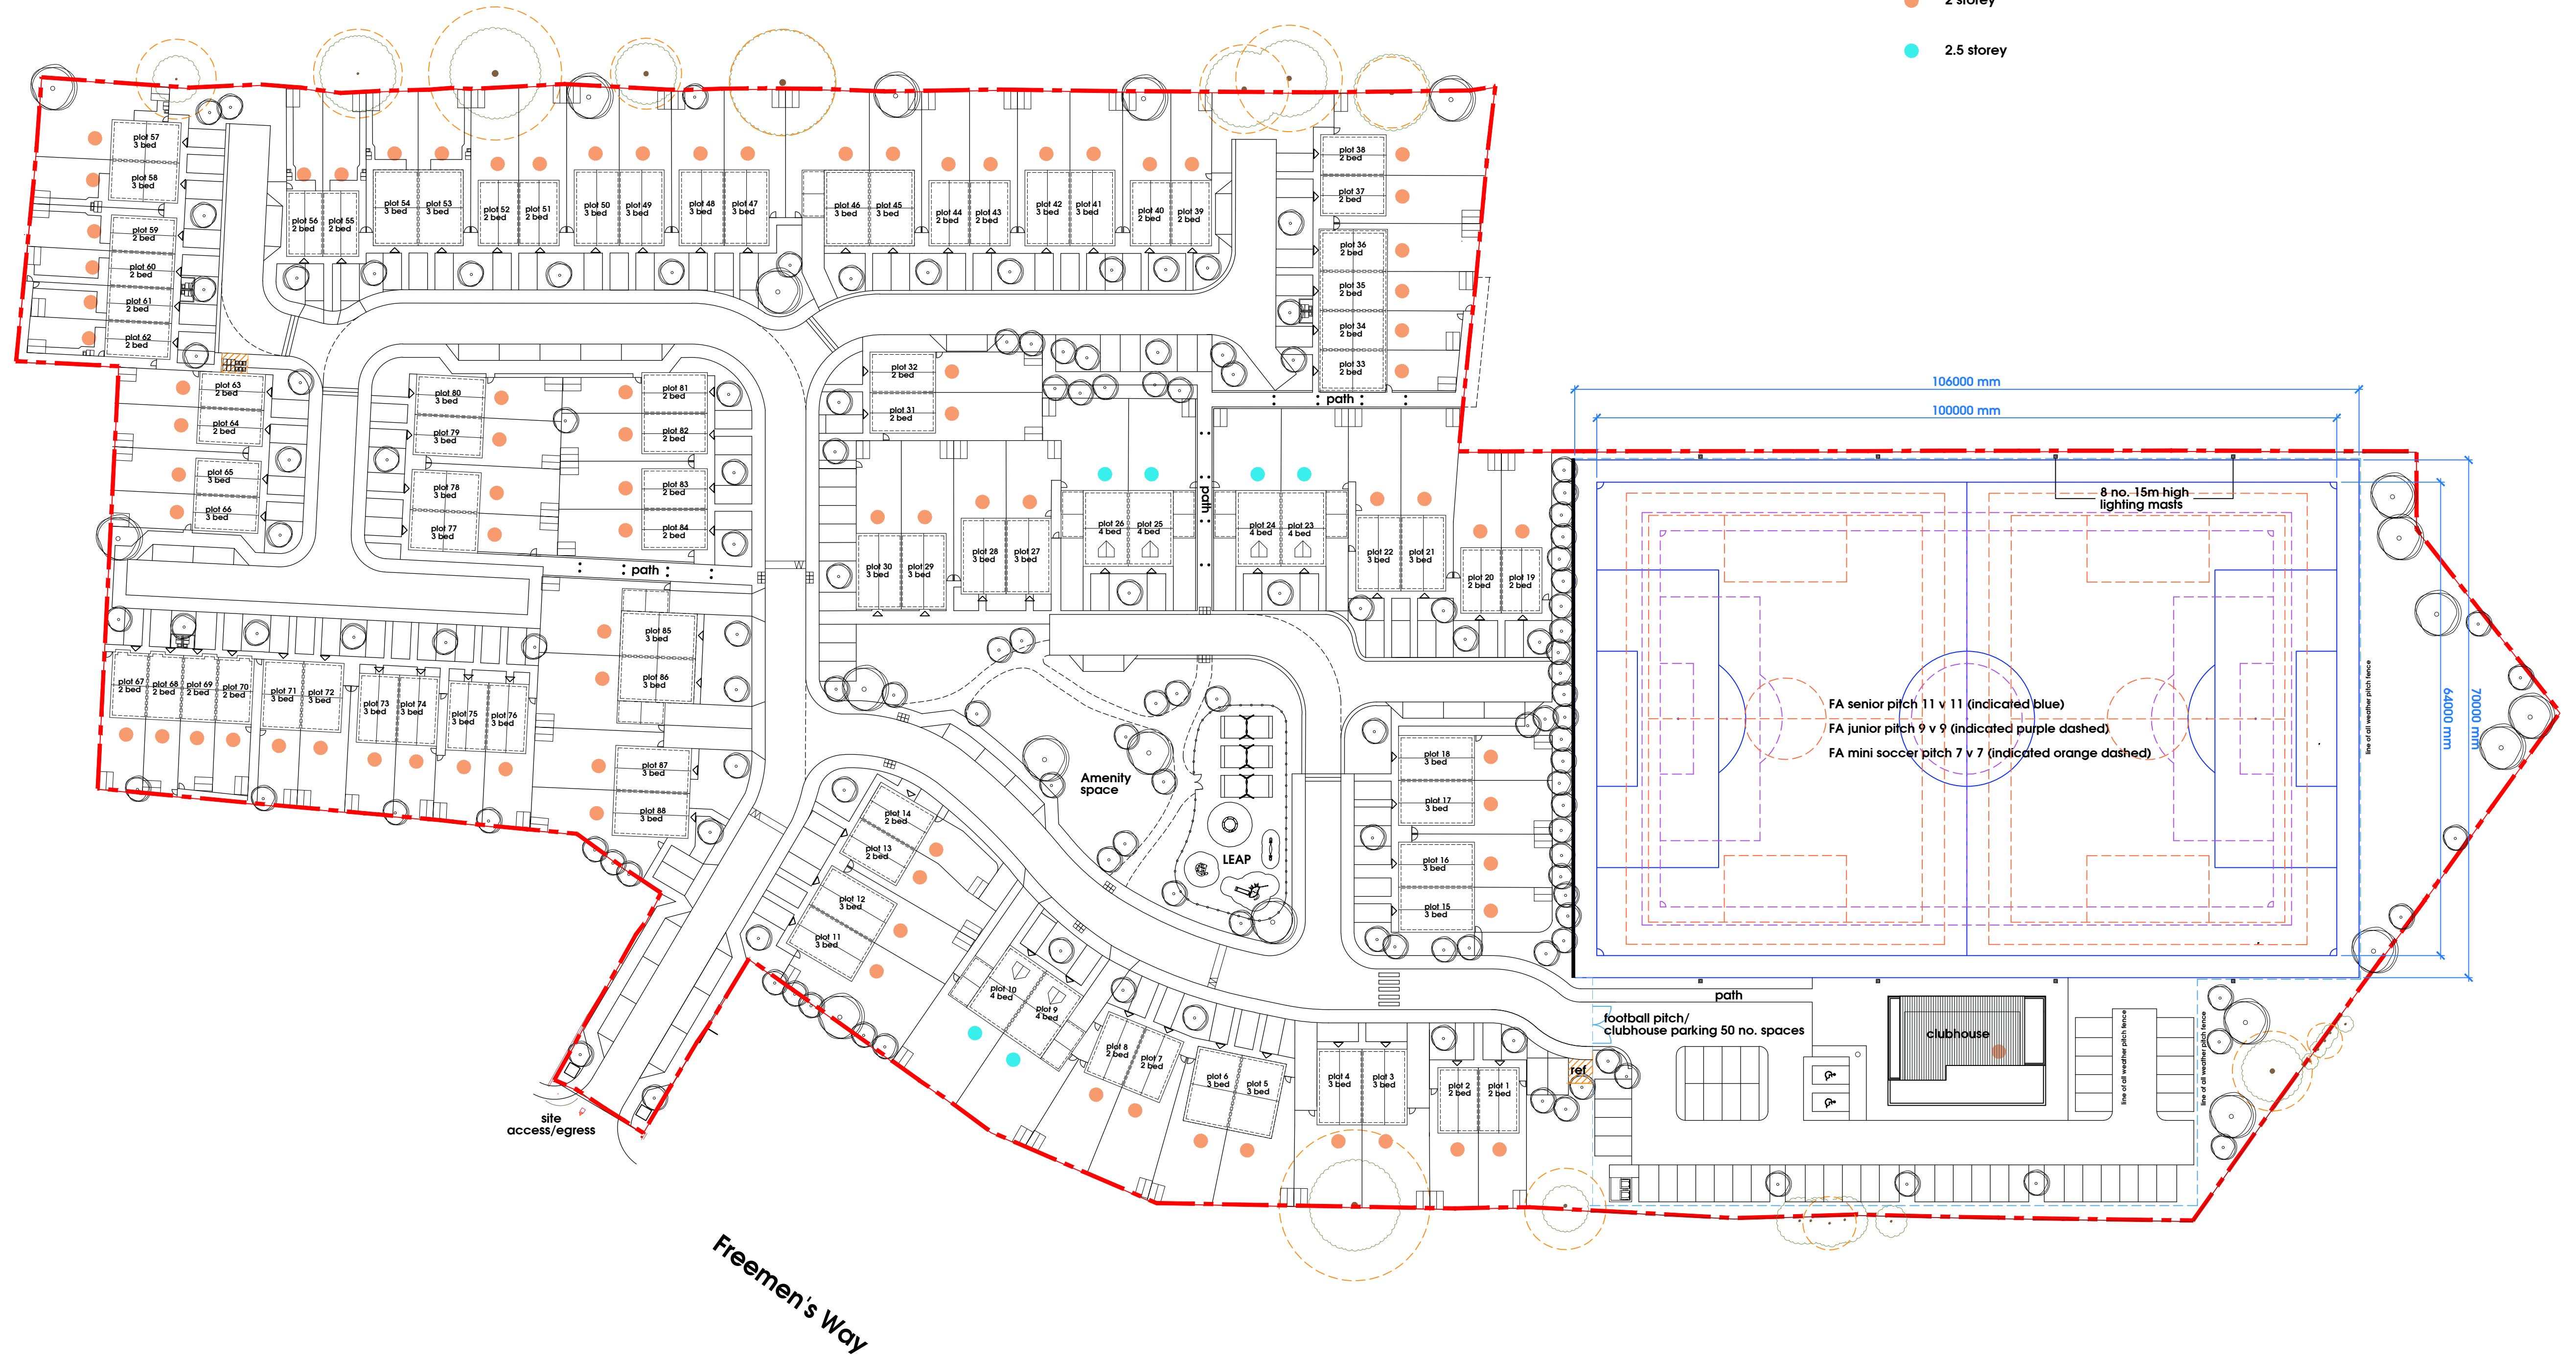 2 storey
2.5 storey
plot 57
3 bed
plot 58
3 bed
plot 59
2 bed
plot 60
2 bed
plot 61
2 bed
plot 62
2 bed
plot 56
2 bed
plot 55
2 bed
plot 54
3 bed
plot 53
3 bed
plot 52
2 bed
plot 51
2 bed
plot 50
3 bed
plot 49
3 bed
plot 48
3 bed
plot 47
3 bed
plot 46
3 bed
plot 45
3 bed
plot 44
2 bed
plot 43
2 bed
plot 42
3 bed
plot 41
3 bed
plot 40
2 bed
plot 39
2 bed
plot 38
2 bed
plot 37
2 bed
plot 36
2 bed
plot 35
2 bed
plot 34
2 bed
plot 33
2 bed
path
plot 63
2 bed
plot 64
2 bed
plot 65
3 bed
plot 66
3 bed
plot 80
3 bed
plot 79
3 bed
plot 78
3 bed
plot 77
3 bed
plot 81
2 bed
plot 82
2 bed
plot 83
2 bed
plot 84
2 bed
path
plot 32
2 bed
plot 31
2 bed
plot 30
3 bed
plot 29
3 bed
plot 28
3 bed
plot 27
3 bed
plot 26
4 bed
plot 25
4 bed
path
plot 24
4 bed
plot 23
4 bed
plot 22
3 bed
plot 21
3 bed
plot 20
2 bed
plot 19
2 bed
106000 mm
100000 mm
8 no. 15m high
lighting masts
FA senior pitch 11 v 11 (indicated blue)
FA junior pitch 9 v 9 (indicated purple dashed)
FA mini soccer pitch 7 v 7 (indicated orange dashed)
line of all weather pitch fence
64000 mm
70000 mm
plot 67
2 bed
plot 68
2 bed
plot 69
2 bed
plot 70
2 bed
plot 71
3 bed
plot 72
3 bed
plot 73
3 bed
plot 74
3 bed
plot 75
3 bed
plot 76
3 bed
plot 85
3 bed
plot 86
3 bed
plot 87
3 bed
plot 88
3 bed
Amenity
space
LEAP
plot 18
3 bed
plot 17
3 bed
plot 16
3 bed
plot 15
3 bed
plot 14
2 bed
plot 13
2 bed
plot 12
3 bed
plot 11
3 bed
plot 10
4 bed
plot 9
4 bed
plot 8
2 bed
plot 7
2 bed
plot 6
3 bed
plot 5
3 bed
plot 4
3 bed
plot 3
3 bed
plot 2
2 bed
plot 1
2 bed
ref
path
football pitch/
clubhouse parking 50 no. spaces
clubhouse
line of all weather pitch fence
line of all weather pitch fence
site
access/egress
Freemen's Way